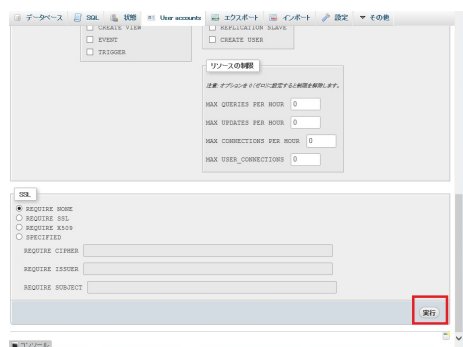 データベース SQL 状態 User accounts エクスポート インポート 設定 その他
CREATE VIEW
EVENT
TRIGGER
REPLICATION SLAVE
CREATE USER
リソースの制限
注意: オプションを 0 (ゼロ)に設定すると制限を解除します。
MAX QUERIES PER HOUR 0
MAX UPDATES PER HOUR 0
MAX CONNECTIONS PER HOUR 0
MAX USER_CONNECTIONS 0
SSL
REQUIRE NONE
REQUIRE SSL
REQUIRE X509
SPECIFIED
REQUIRE CIPHER
REQUIRE ISSUER
REQUIRE SUBJECT
実行
コンソール